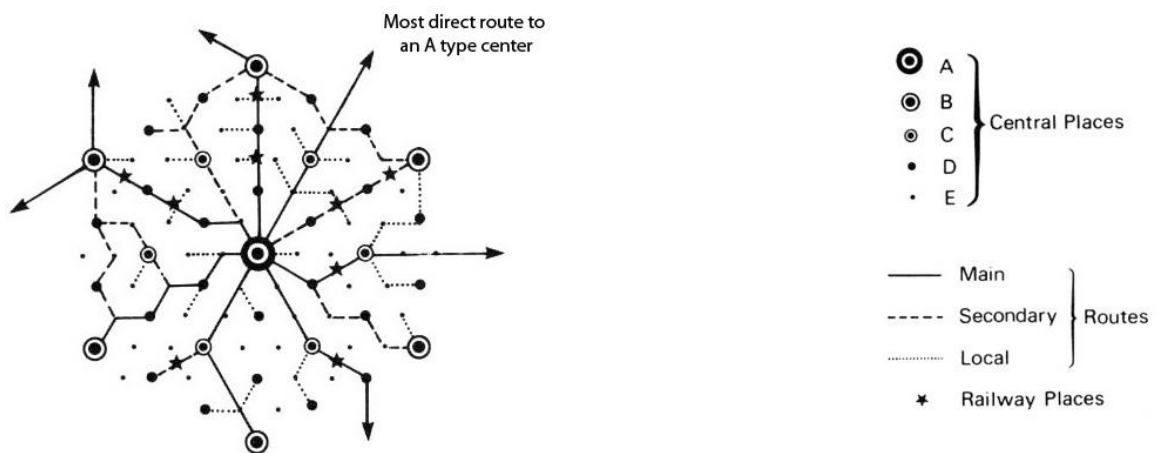 Most direct route to
an A type center
A
B
C
D
E
Central Places
Main
Secondary
Local
Routes
Railway Places